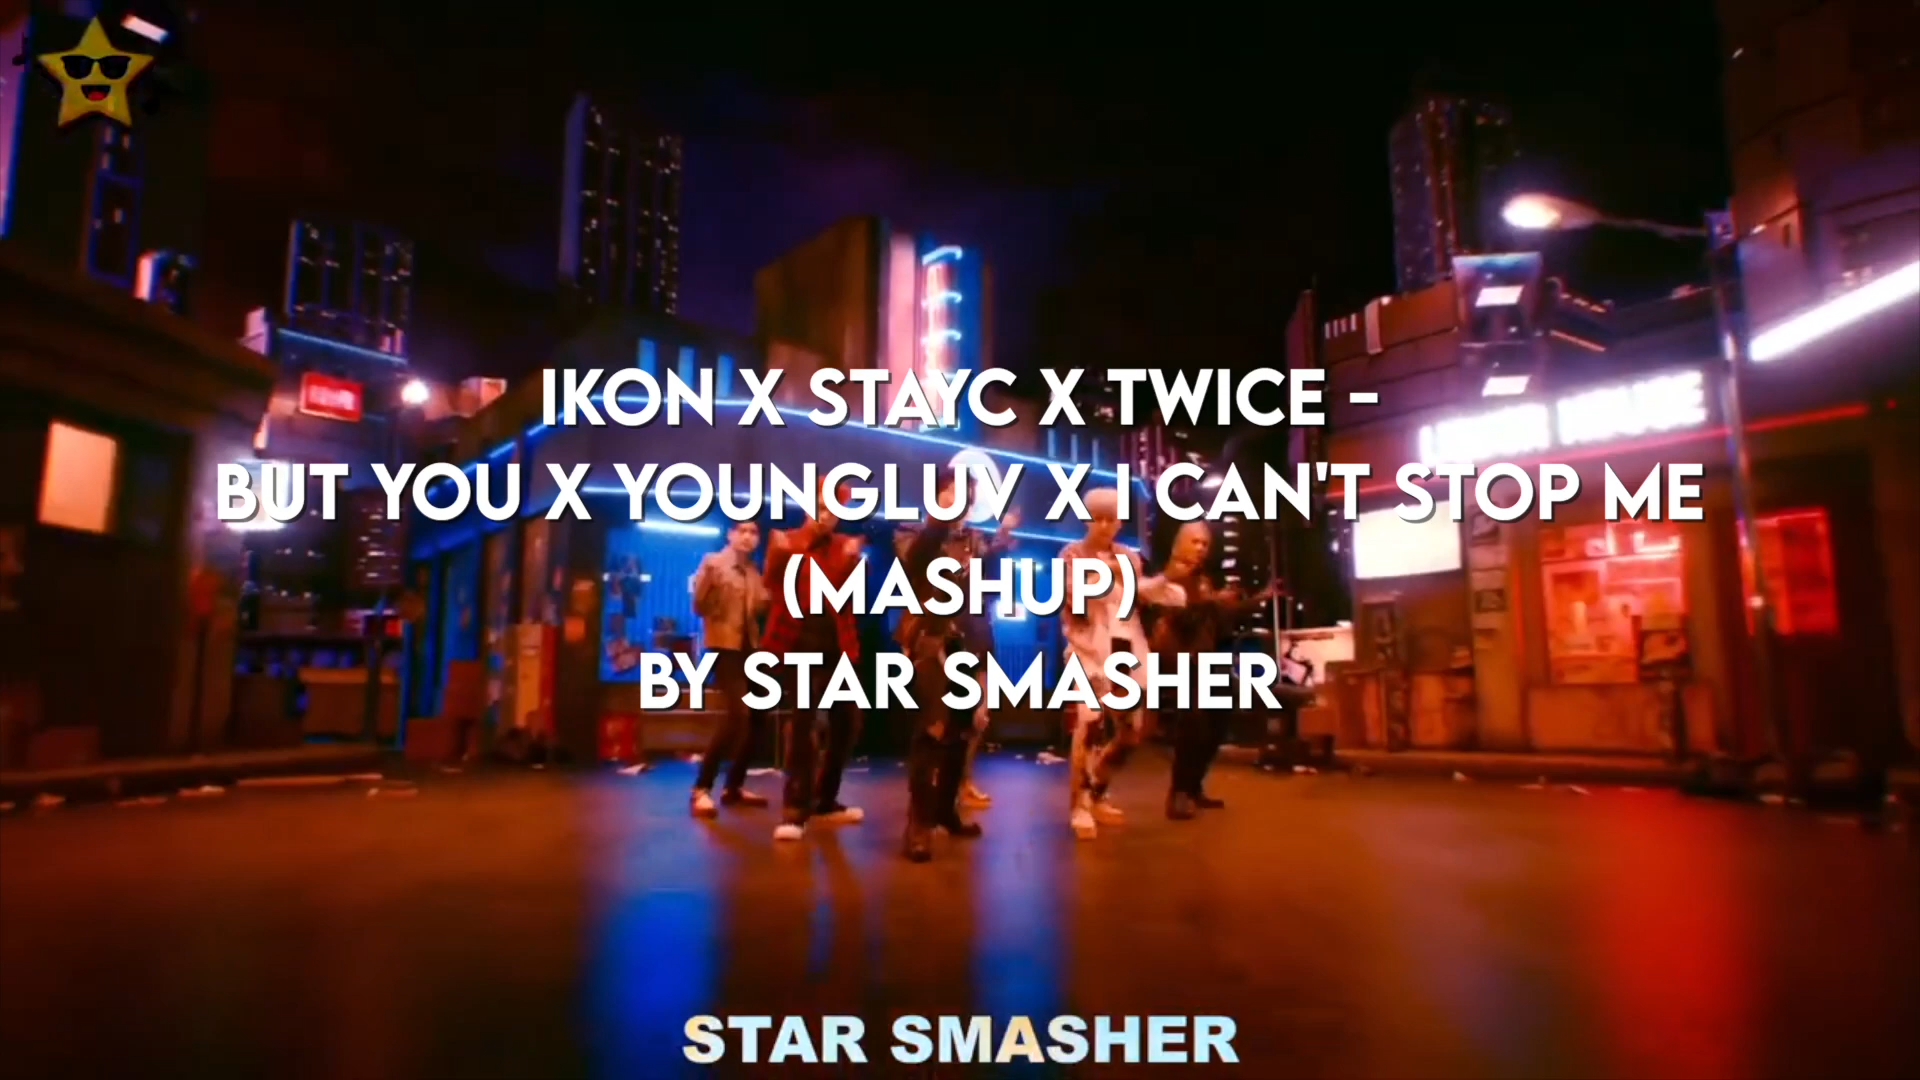 IKON X STAYC X TWICE -
BUT YOU X YOUNGLUV X I CAN'T STOP ME
(MASHUP)
BY STAR SMASHER
STAR SMASHER